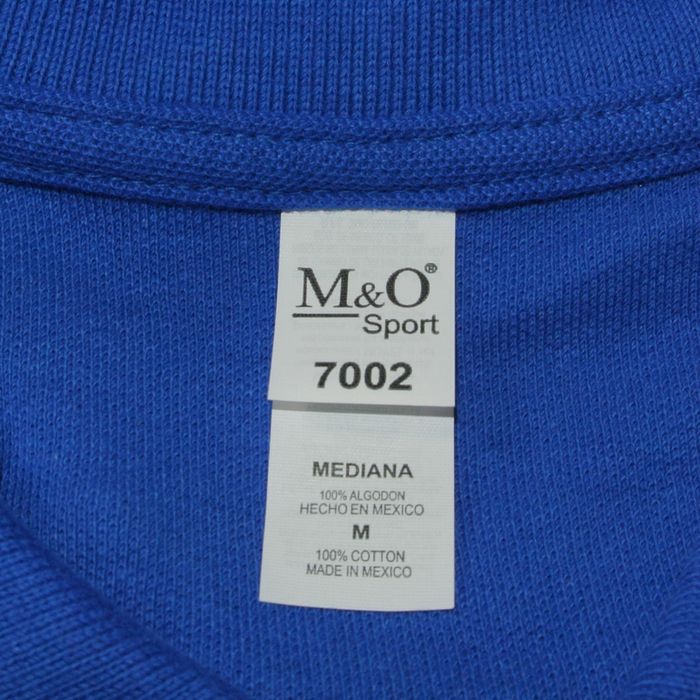 M&O®
Sport
7002
MEDIANA
100% ALGODON
HECHO EN MEXICO
M
100% COTTON
MADE IN MEXICO